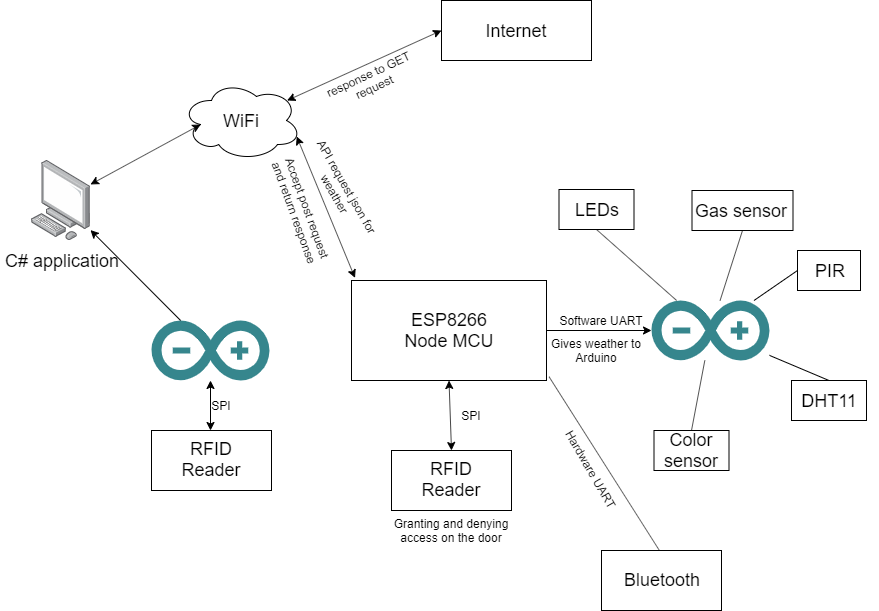 Internet
response to GET
request
WiFi
API request json for
weather
Accept post request
and return response
C# application
LEDs
Gas sensor
PIR
ESP8266
Node MCU
Software UART
Gives weather to
Arduino
DHT11
SPI
SPI
Color
sensor
RFID
Reader
RFID
Reader
Hardware UART
Granting and denying
access on the door
Bluetooth